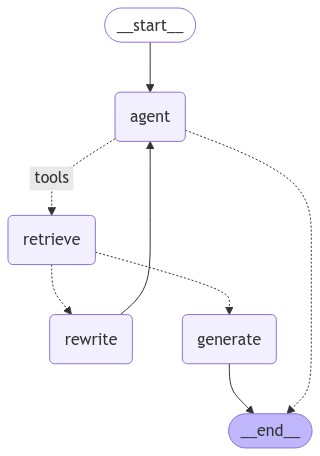 __start__
agent
tools
retrieve
rewrite
generate
__end__